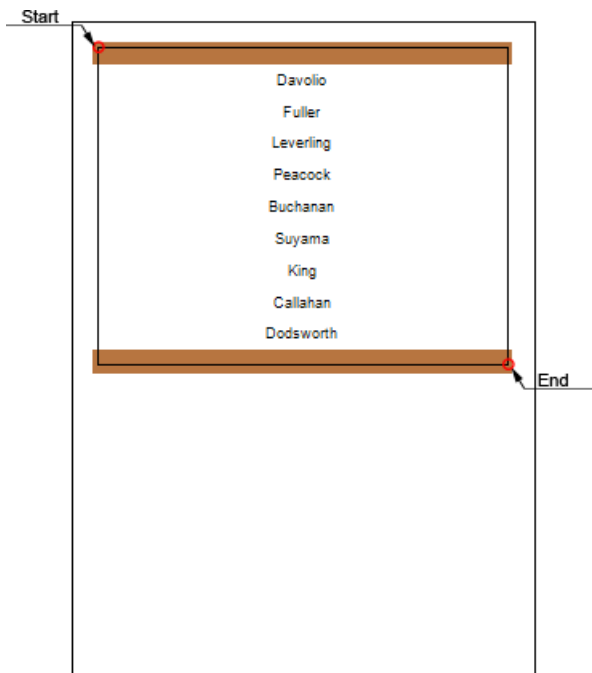 Start
Davolio
Fuller
Leverling
Peacock
Buchanan
Suyama
King
Callahan
Dodsworth
End